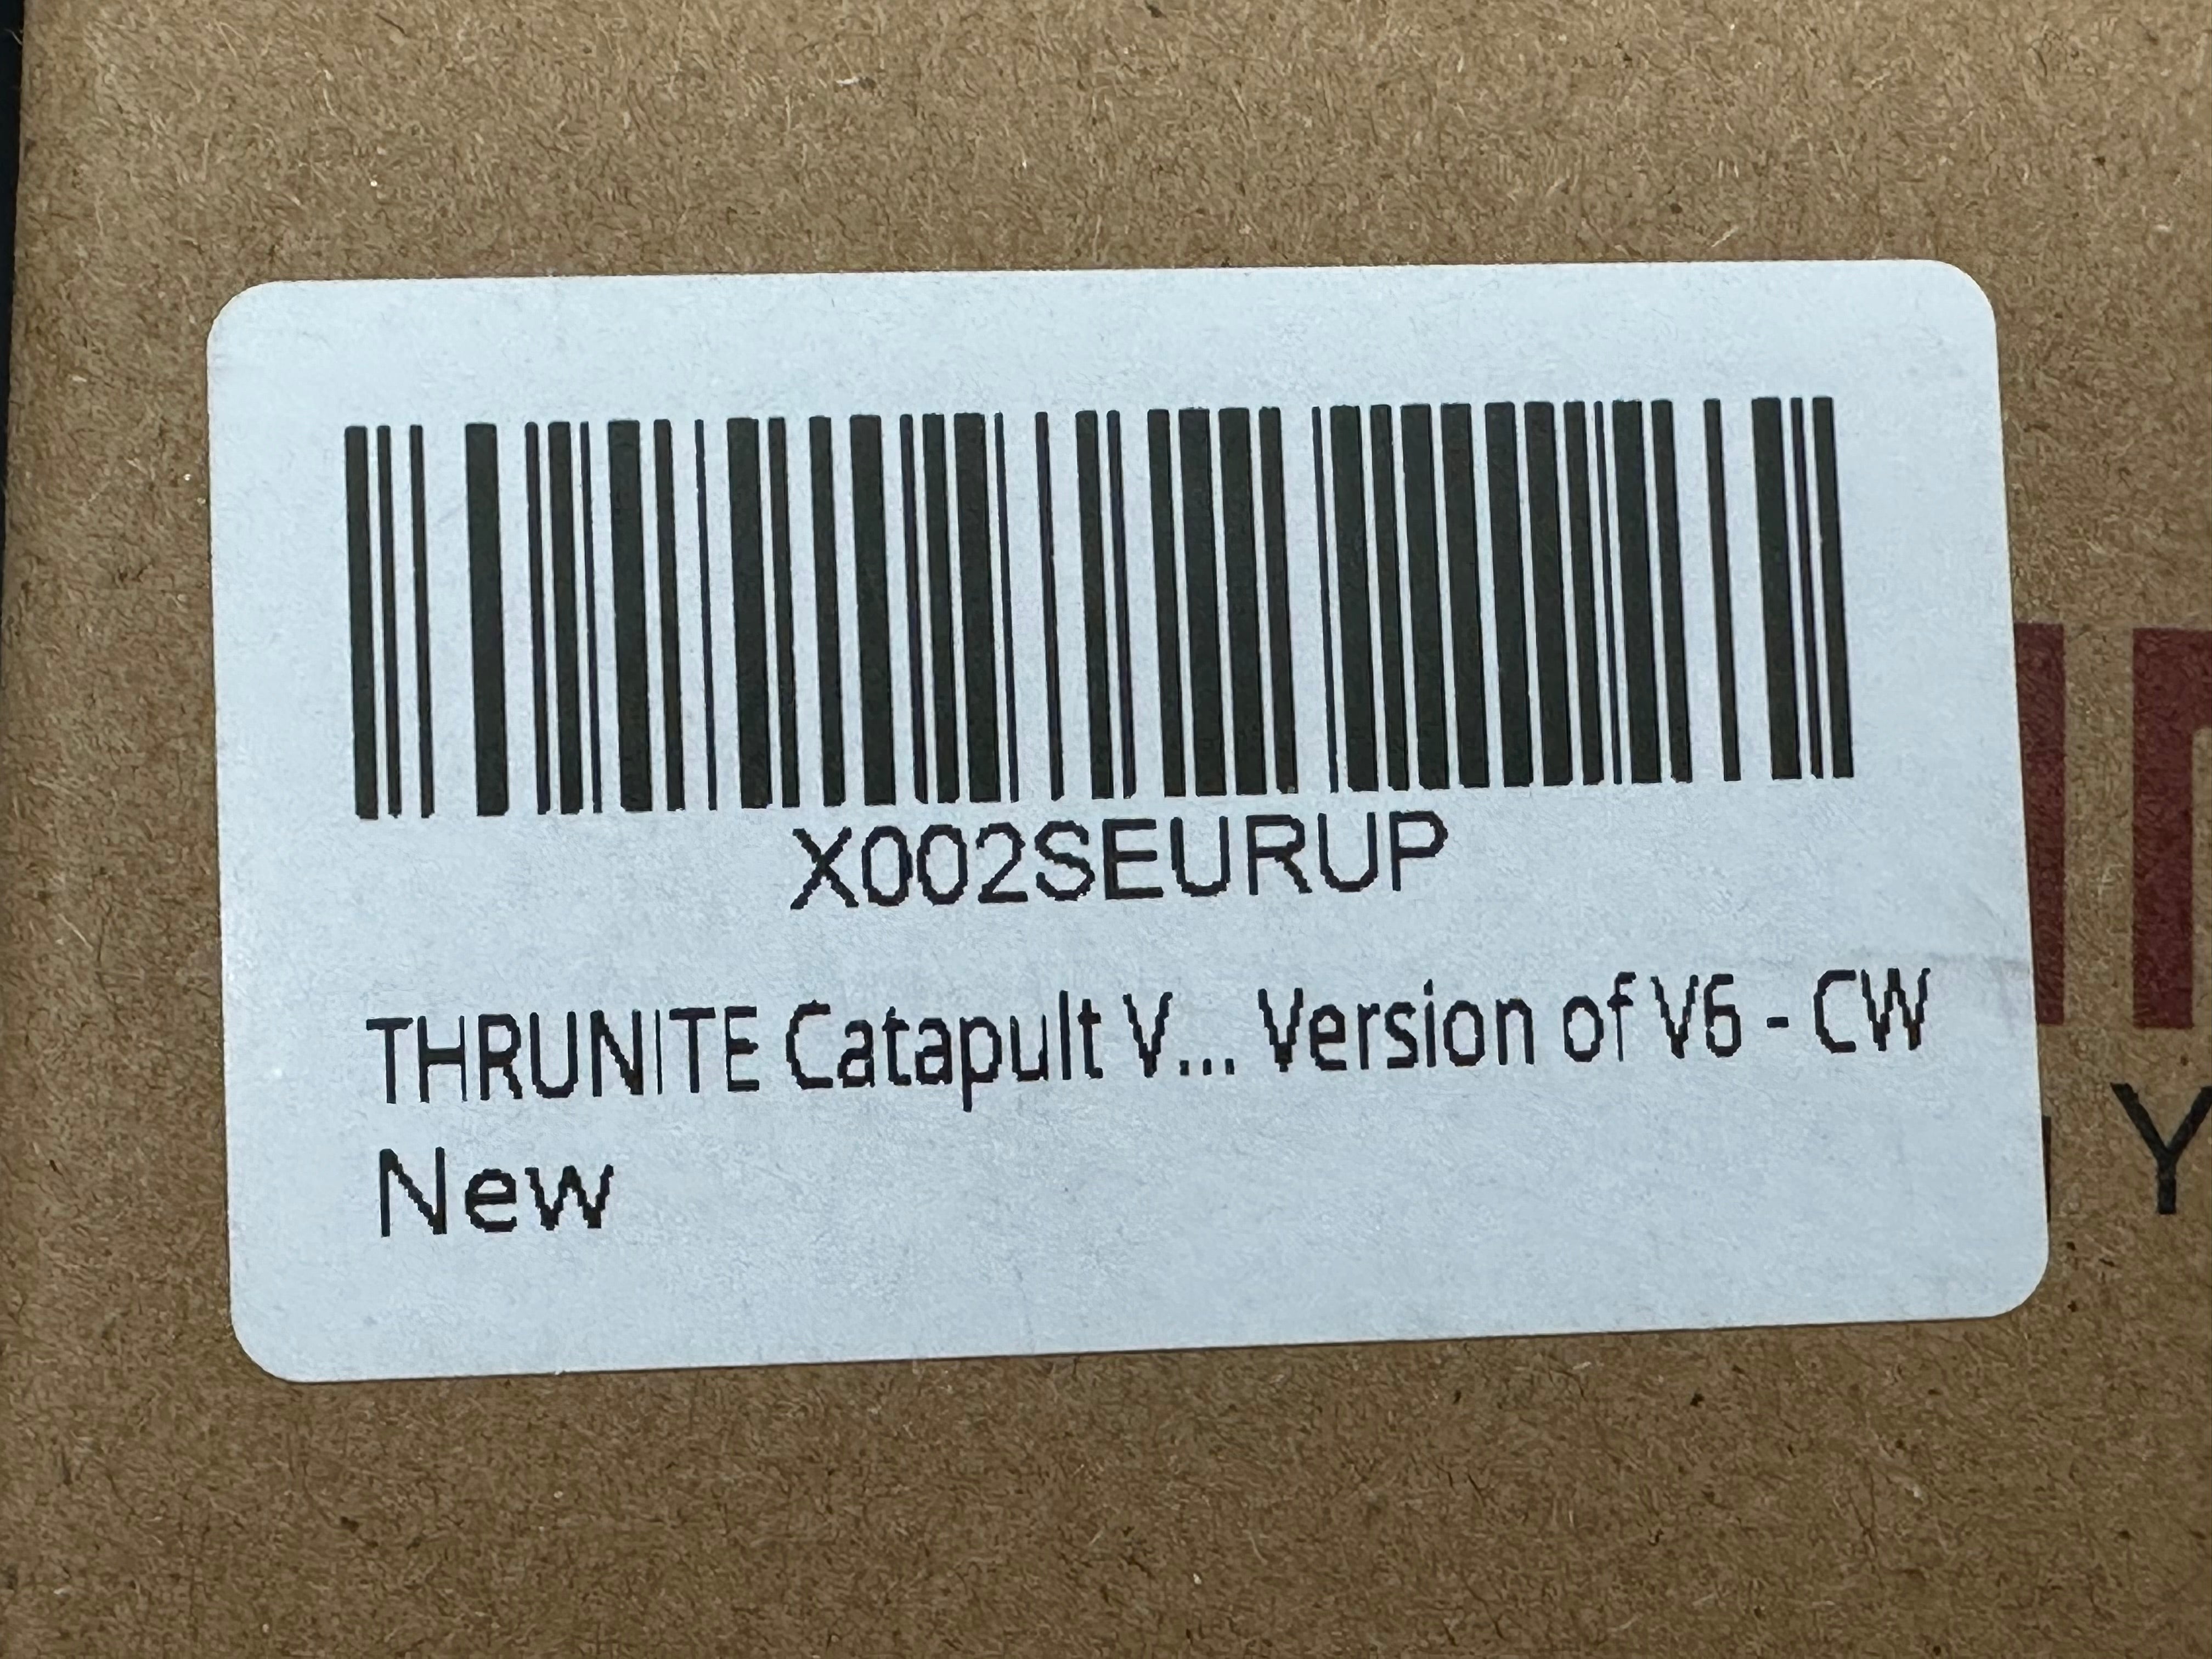 X002SEURUP
THRUNITE Catapult V... Version of V6 - CW
New
Y